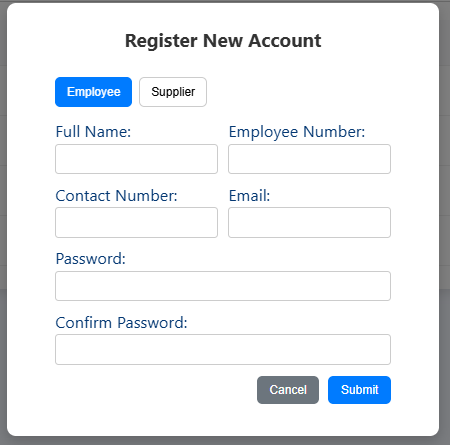 Register New Account
Employee Supplier
Full Name: Employee Number:
Contact Number: Email:
Password:
Confirm Password:
Cancel Submit